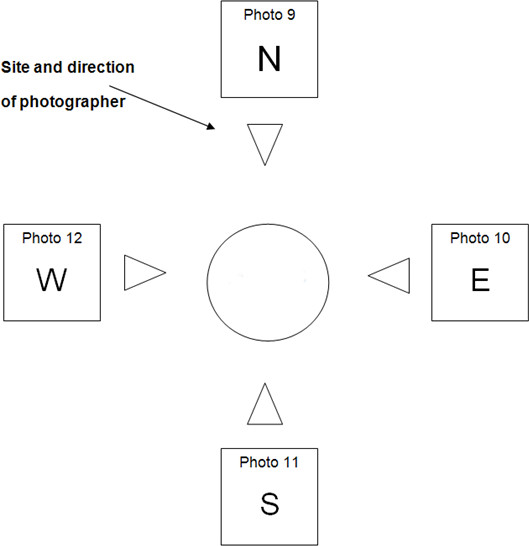 Photo 9
N
Site and direction
of photographer
Photo 12
W
Photo 10
E
Photo 11
S